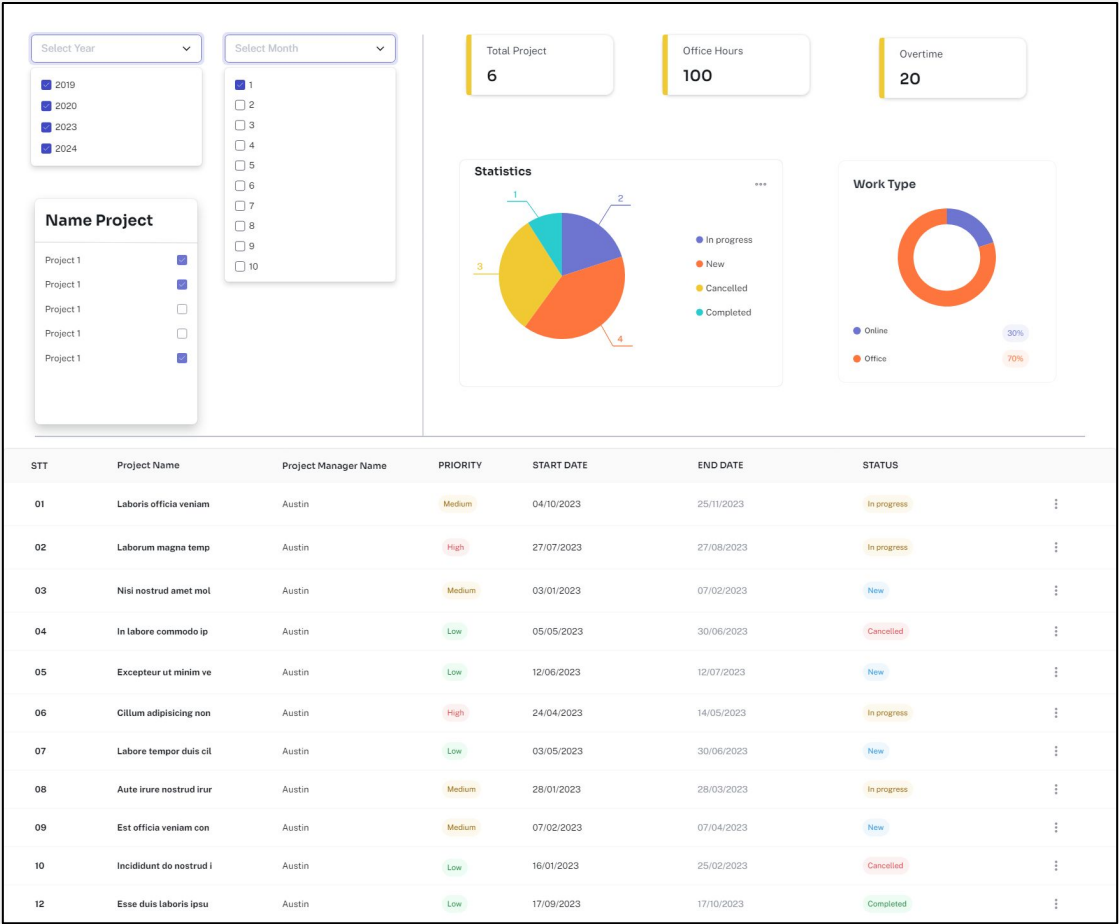 Select Year
2019
2020
2023
2024
Select Month
1
2
3
4
5
6
7
8
9
10
Name Project
Project 1
Project 1
Project 1
Project 1
Project 1
Total Project
6
Office Hours
100
Overtime
20
Statistics
1
2
3
4
In progress
New
Cancelled
Completed
Work Type
Online 30%
Office 70%
STT Project Name Project Manager Name PRIORITY START DATE END DATE STATUS
01 Laboris officia veniam Austin Medium 04/10/2023 25/11/2023 In progress
02 Laborum magna temp Austin High 27/07/2023 27/08/2023 In progress
03 Nisi nostrud amet mol Austin Medium 03/01/2023 07/02/2023 New
04 In labore commodo ip Austin Low 05/05/2023 30/06/2023 Cancelled
05 Excepteur ut minim ve Austin Low 12/06/2023 12/07/2023 New
06 Cillum adipisicing non Austin High 24/04/2023 14/05/2023 In progress
07 Labore tempor duis cil Austin Low 03/05/2023 30/06/2023 New
08 Aute irure nostrud irur Austin Medium 28/01/2023 28/03/2023 In progress
09 Est officia veniam con Austin Medium 07/02/2023 07/04/2023 New
10 Incididunt do nostrud i Austin Low 16/01/2023 25/02/2023 Cancelled
12 Esse duis laboris ipsu Austin Low 17/09/2023 17/10/2023 Completed